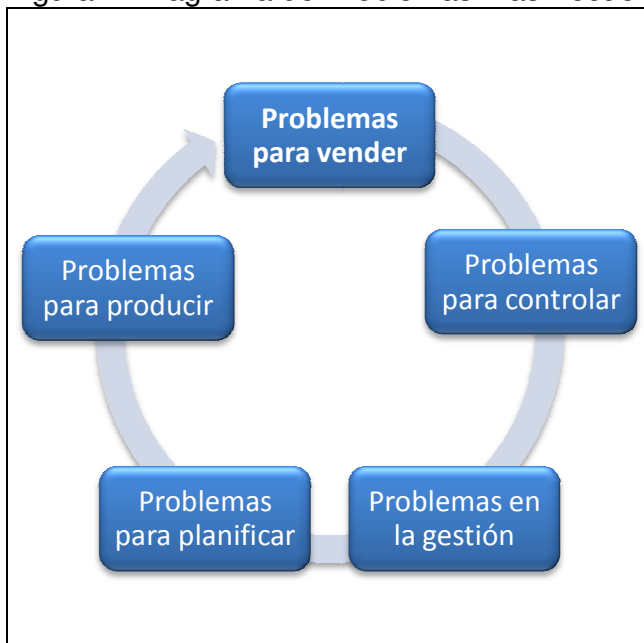 Problemas
para vender
Problemas
para controlar
Problemas en
la gestión
Problemas
para planificar
Problemas
para producir